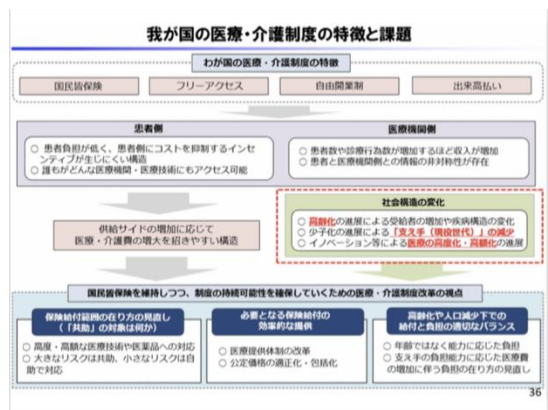 我が国の医療・介護制度の特徴と課題
わが国の医療・介護制度の特徴
国民皆保険
フリーアクセス
自由開業制
出来高払い
患者側
○ 患者負担が低く、患者側にコストを抑制するインセ
ンティブが生じにくい構造
○ 誰もがどんな医療機関・医療技術にもアクセス可能
医療機関側
○ 患者数や診療行為数が増加するほど収入が増加
○ 患者と医療機関側との情報の非対称性が存在
供給サイドの増加に応じて
医療・介護費の増大を招きやすい構造
社会構造の変化
○ 高齢化の進展による受給者の増加や疾病構造の変化
○ 少子化の進展による「支え手（現役世代）」の減少
○ イノベーション等による医療の高度化・高額化の進展
国民皆保険を維持しつつ、制度の持続可能性を確保していくための医療・介護制度改革の視点
保険給付範囲の在り方の見直し
（「共助」の対象は何か）
○ 高度・高額な医療技術や医薬品への対応
○ 大きなリスクは共助、小さなリスクは自
助で対応
必要となる保険給付の
効率的な提供
○ 医療提供体制の改革
○ 公定価格の適正化・包括化
高齢化や人口減少下での
給付と負担の適切なバランス
○ 年齢ではなく能力に応じた負担
○ 支え手の負担能力に応じた医療費
の増加に伴う負担の在り方の見直し
36